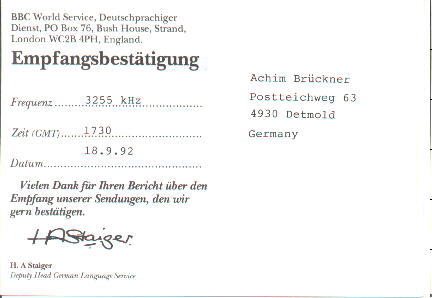 BBC World Service, Deutschprachiger
Dienst, PO Box 76, Bush House, Strand,
London WC2B 4PH, England.
Empfangsbestätigung
Frequenz 3255 kHz
Zeit (GMT) 1730
18.9.92
Datum
Vielen Dank für Ihren Bericht über den
Empfang unserer Sendungen, den wir
gern bestätigen.
HA Staiger.
H. A Staiger
Deputy Head German Language Service
Achim Brückner
Postteichweg 63
4930 Detmold
Germany